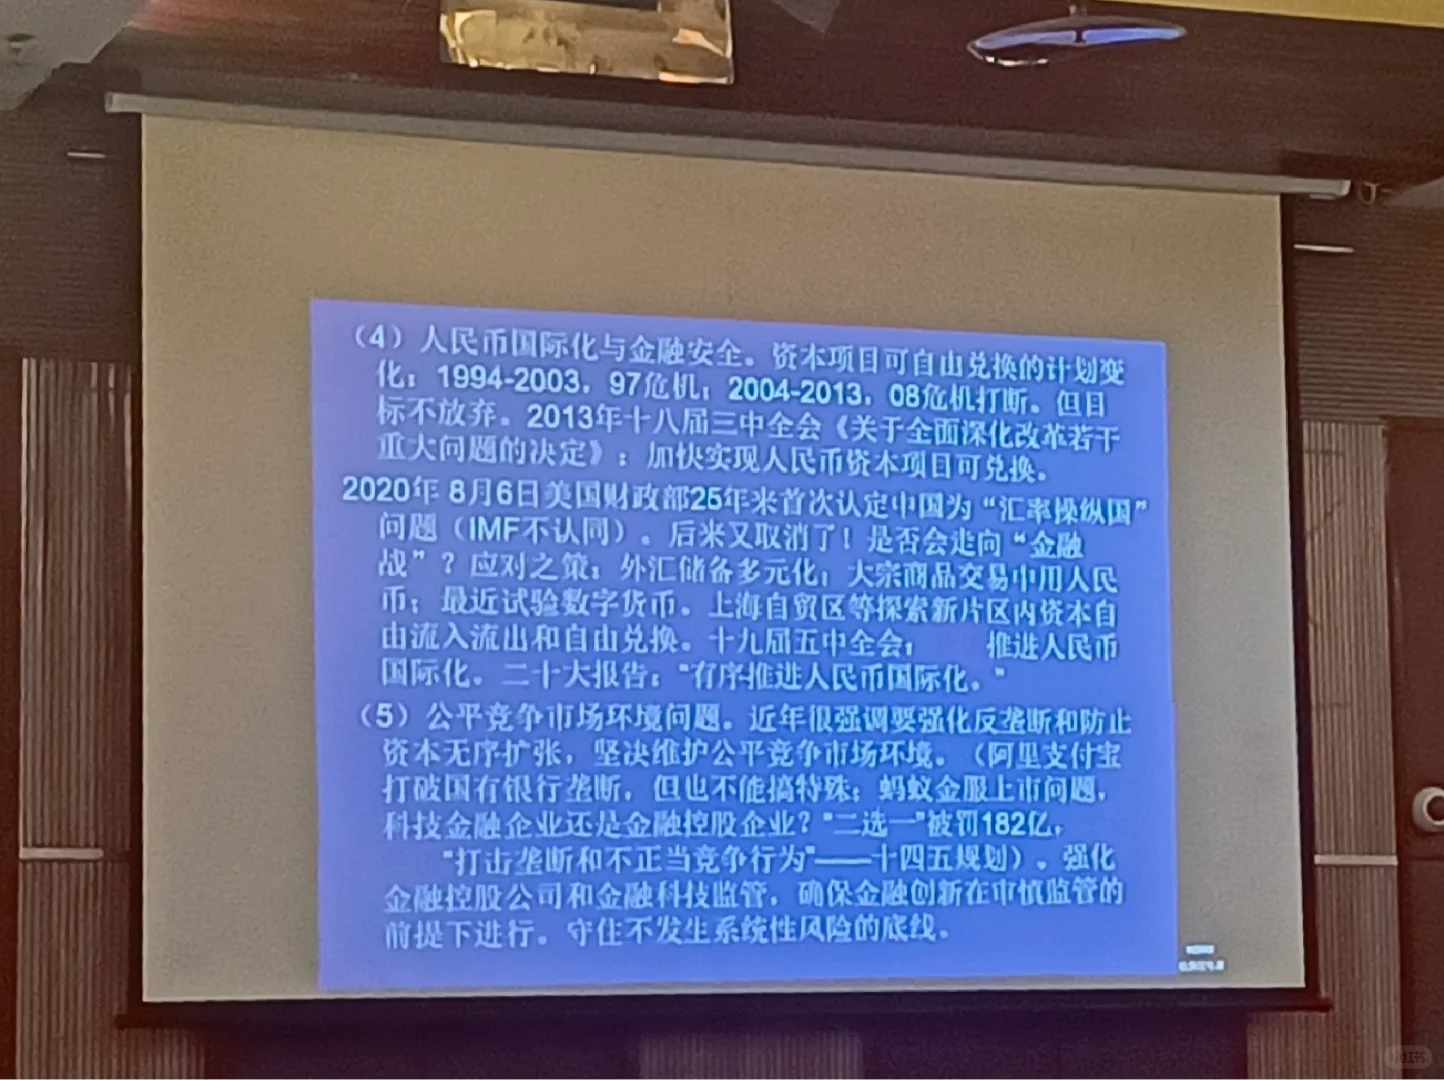 （4）人民币国际化与金融安全。资本项目可自由兑换的计划变
化：1994-2003，97危机；2004-2013，08危机打断。但目
标不放弃。2013年十八届三中全会《关于全面深化改革若干
重大问题的决定》：加快实现人民币资本项目可兑换。
2020年 8月6日美国财政部25年来首次认定中国为“汇率操纵国”
问题（IMF不认同）。后来又取消了！是否会走向“金融
战”？应对之策：外汇储备多元化；大宗商品交易中用人民
币；最近试验数字货币。上海自贸区等探索新片区内资本自
由流入流出和自由兑换。十九届五中全会： 推进人民币
国际化。二十大报告：“有序推进人民币国际化。”
（5）公平竞争市场环境问题。近年很强调要强化反垄断和防止
资本无序扩张，坚决维护公平竞争市场环境。（阿里支付宝
打破国有银行垄断，但也不能搞特殊；蚂蚁金服上市问题，
科技金融企业还是金融控股企业？“二选一”被罚182亿，
“打击垄断和不正当竞争行为”——十四五规划）。强化
金融控股公司和金融科技监管，确保金融创新在审慎监管的
前提下进行。守住不发生系统性风险的底线。
小红书